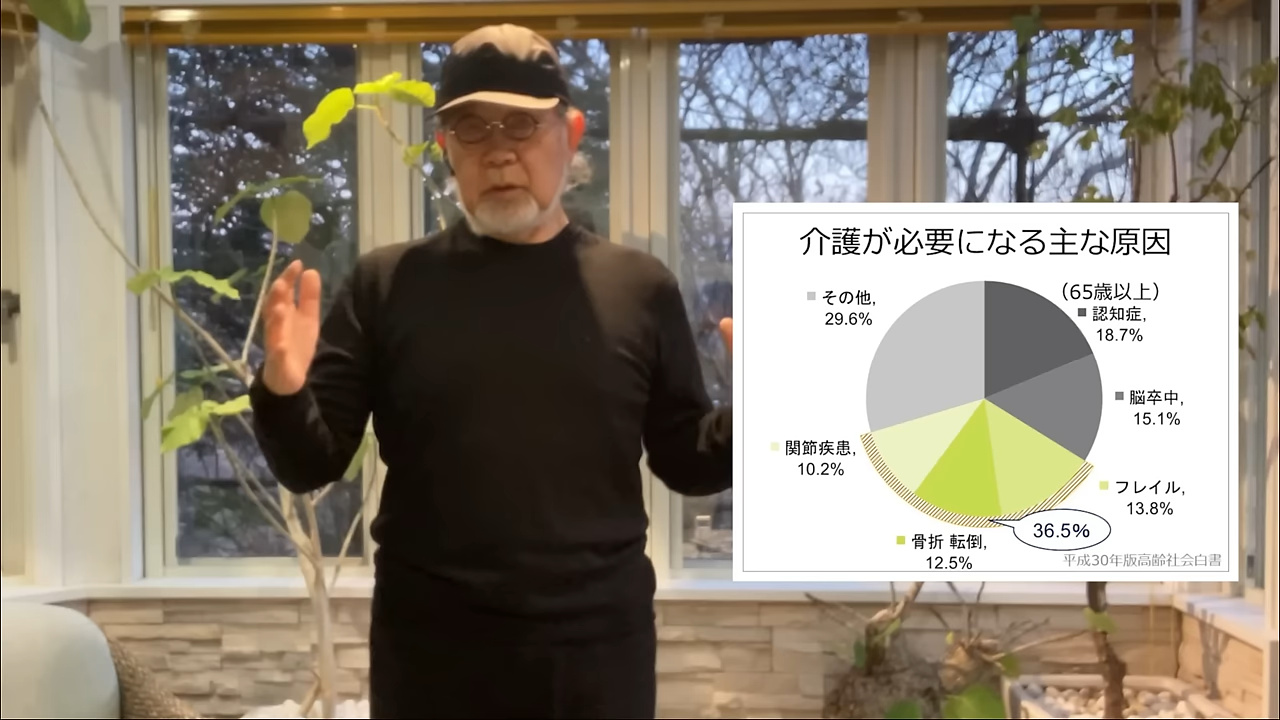 介護が必要になる主な原因
（65歳以上）
その他,
29.6%
認知症,
18.7%
脳卒中,
15.1%
関節疾患,
10.2%
フレイル,
13.8%
36.5%
骨折 転倒,
12.5%
平成30年版高齢社会白書